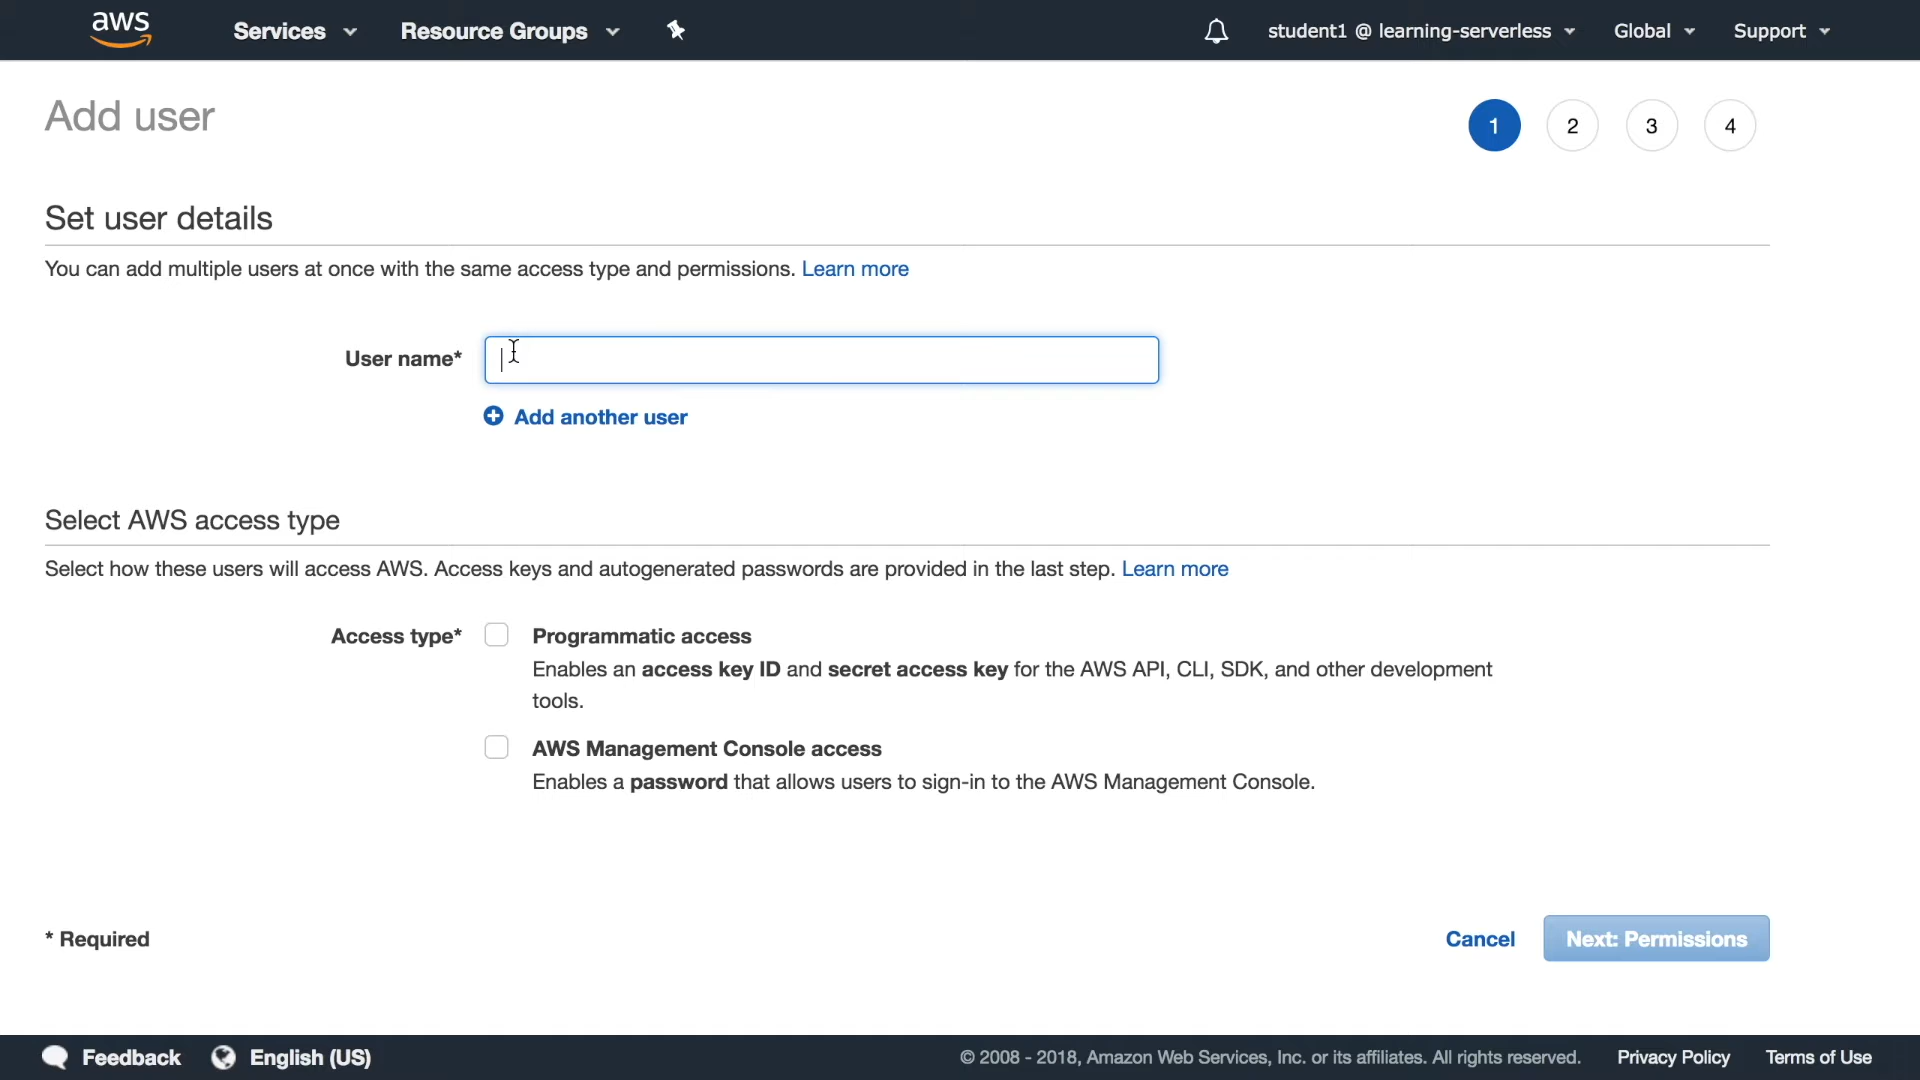 aws Services Resource Groups student1 @ learning-serverless Global Support
Add user
1 2 3 4
Set user details
You can add multiple users at once with the same access type and permissions. Learn more
User name*
Add another user
Select AWS access type
Select how these users will access AWS. Access keys and autogenerated passwords are provided in the last step. Learn more
Access type* Programmatic access
Enables an access key ID and secret access key for the AWS API, CLI, SDK, and other development
tools.
AWS Management Console access
Enables a password that allows users to sign-in to the AWS Management Console.
* Required Cancel Next: Permissions
Feedback English (US) © 2008 - 2018, Amazon Web Services, Inc. or its affiliates. All rights reserved. Privacy Policy Terms of Use